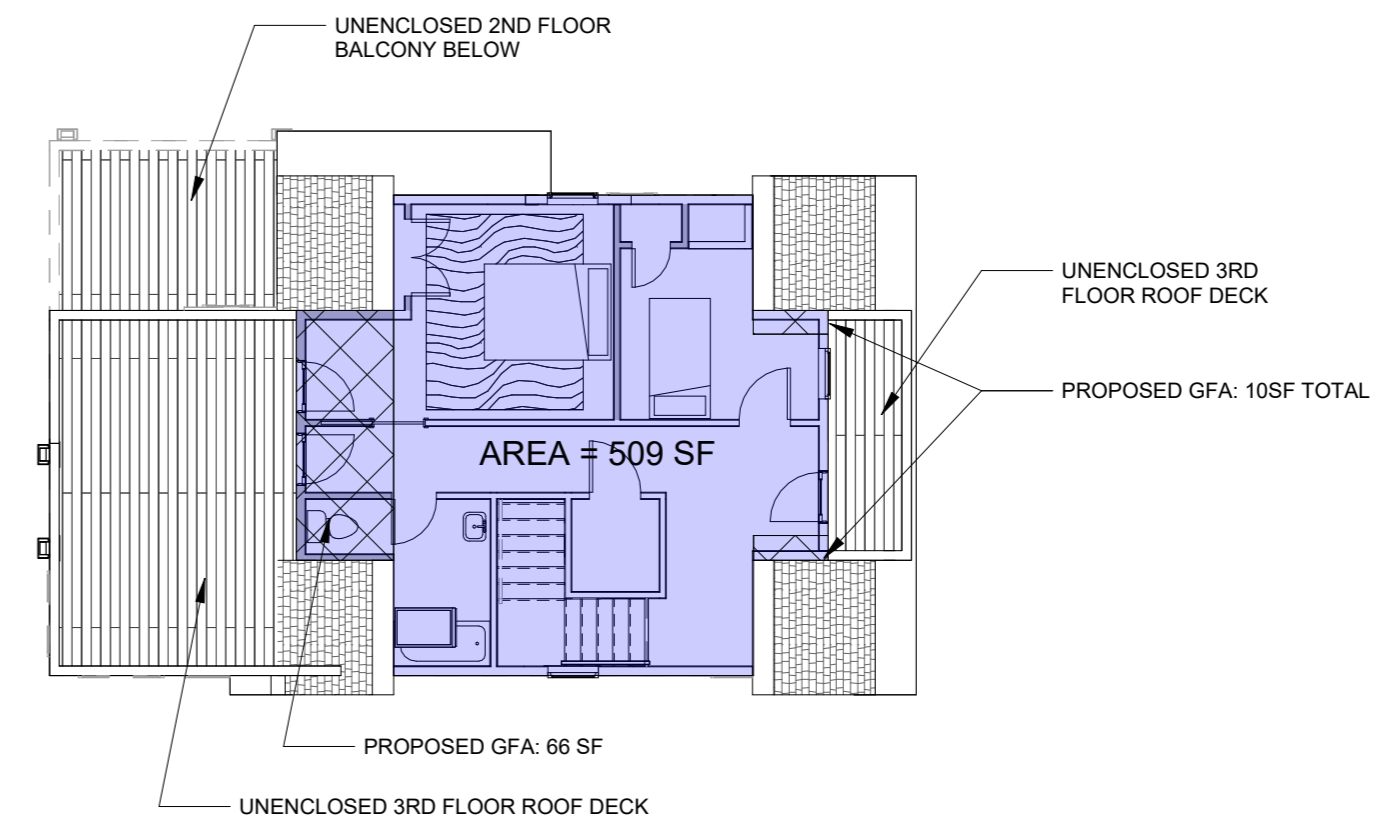 UNENCLOSED 2ND FLOOR
BALCONY BELOW
UNENCLOSED 3RD
FLOOR ROOF DECK
PROPOSED GFA: 10SF TOTAL
AREA = 509 SF
PROPOSED GFA: 66 SF
UNENCLOSED 3RD FLOOR ROOF DECK